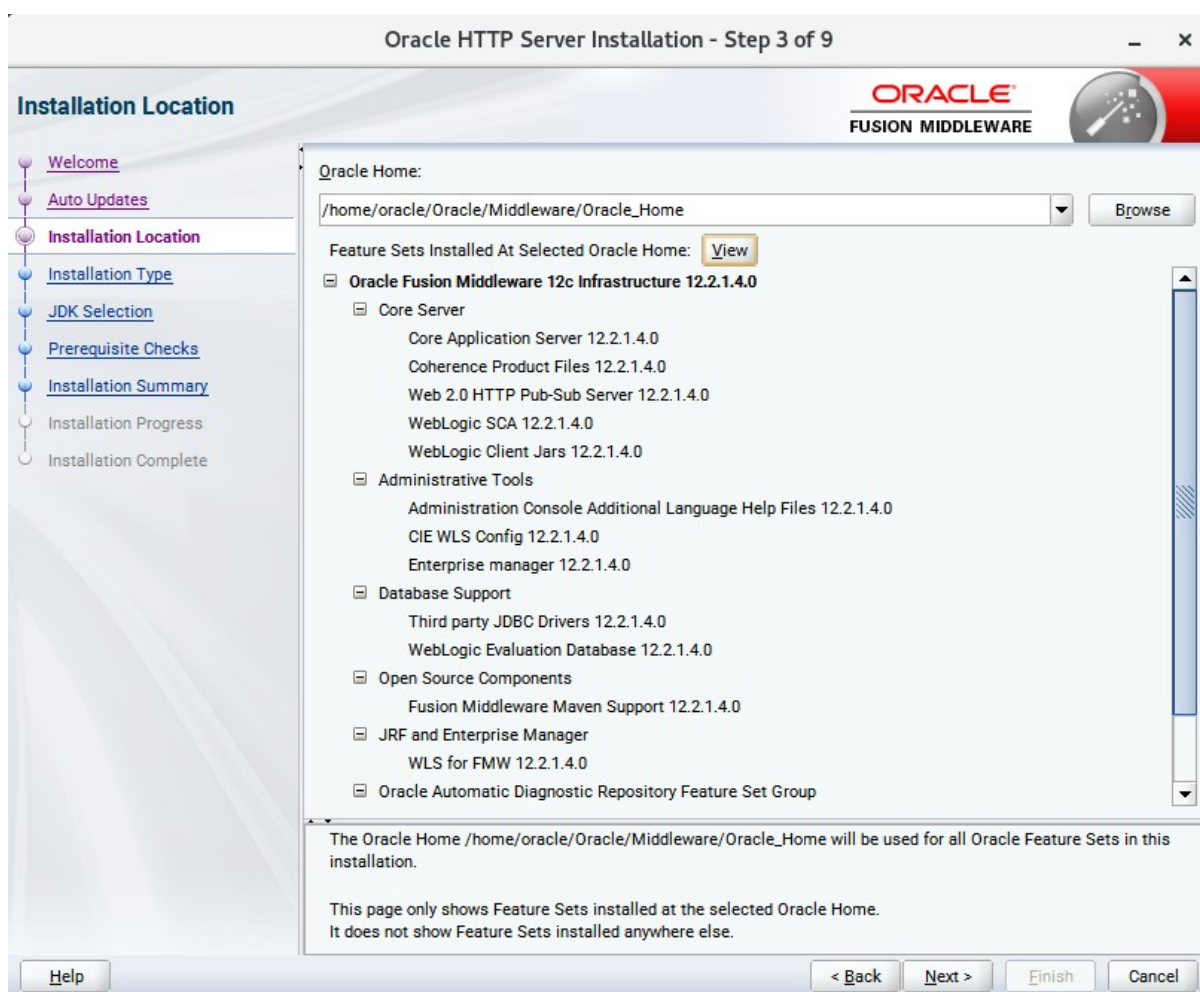 Oracle HTTP Server Installation - Step 3 of 9
Installation Location
ORACLE
FUSION MIDDLEWARE
Welcome
Auto Updates
Installation Location
Installation Type
JDK Selection
Prerequisite Checks
Installation Summary
Installation Progress
Installation Complete
Oracle Home:
/home/oracle/Oracle/Middleware/Oracle_Home
Browse
Feature Sets Installed At Selected Oracle Home: View
Oracle Fusion Middleware 12c Infrastructure 12.2.1.4.0
Core Server
Core Application Server 12.2.1.4.0
Coherence Product Files 12.2.1.4.0
Web 2.0 HTTP Pub-Sub Server 12.2.1.4.0
WebLogic SCA 12.2.1.4.0
WebLogic Client Jars 12.2.1.4.0
Administrative Tools
Administration Console Additional Language Help Files 12.2.1.4.0
CIE WLS Config 12.2.1.4.0
Enterprise manager 12.2.1.4.0
Database Support
Third party JDBC Drivers 12.2.1.4.0
WebLogic Evaluation Database 12.2.1.4.0
Open Source Components
Fusion Middleware Maven Support 12.2.1.4.0
JRF and Enterprise Manager
WLS for FMW 12.2.1.4.0
Oracle Automatic Diagnostic Repository Feature Set Group
The Oracle Home /home/oracle/Oracle/Middleware/Oracle_Home will be used for all Oracle Feature Sets in this
installation.
This page only shows Feature Sets installed at the selected Oracle Home.
It does not show Feature Sets installed anywhere else.
Help
< Back
Next >
Finish
Cancel